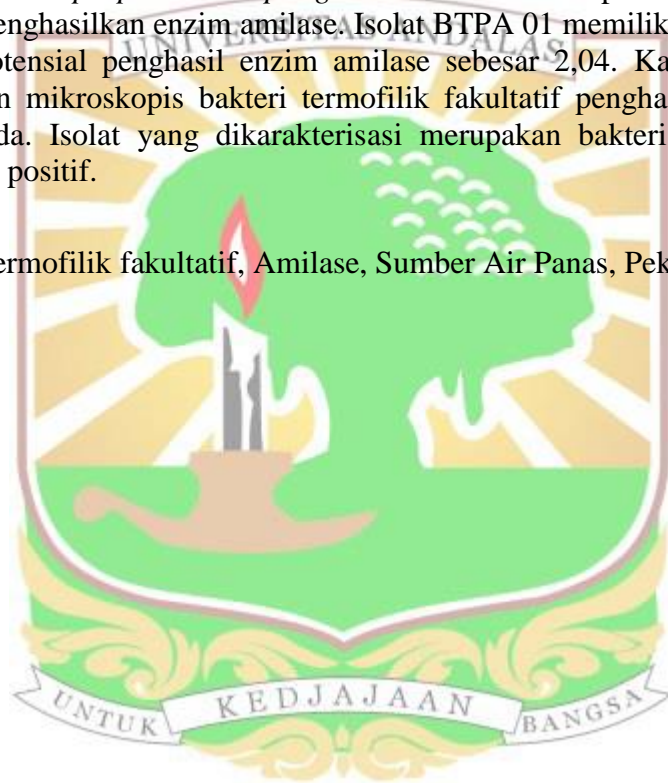 enghasilkan enzim amilase. Isolat BTPA 01 memilik
UNIVERSITAS ANDALAS
otensial penghasil enzim amilase sebesar 2,04. Ka
n mikroskopis bakteri termofilik fakultatif pengha
da. Isolat yang dikarakterisasi merupakan bakteri
positif.
ermofilik fakultatif, Amilase, Sumber Air Panas, Pek
UNTUK KEDJAJAAN BANGSA